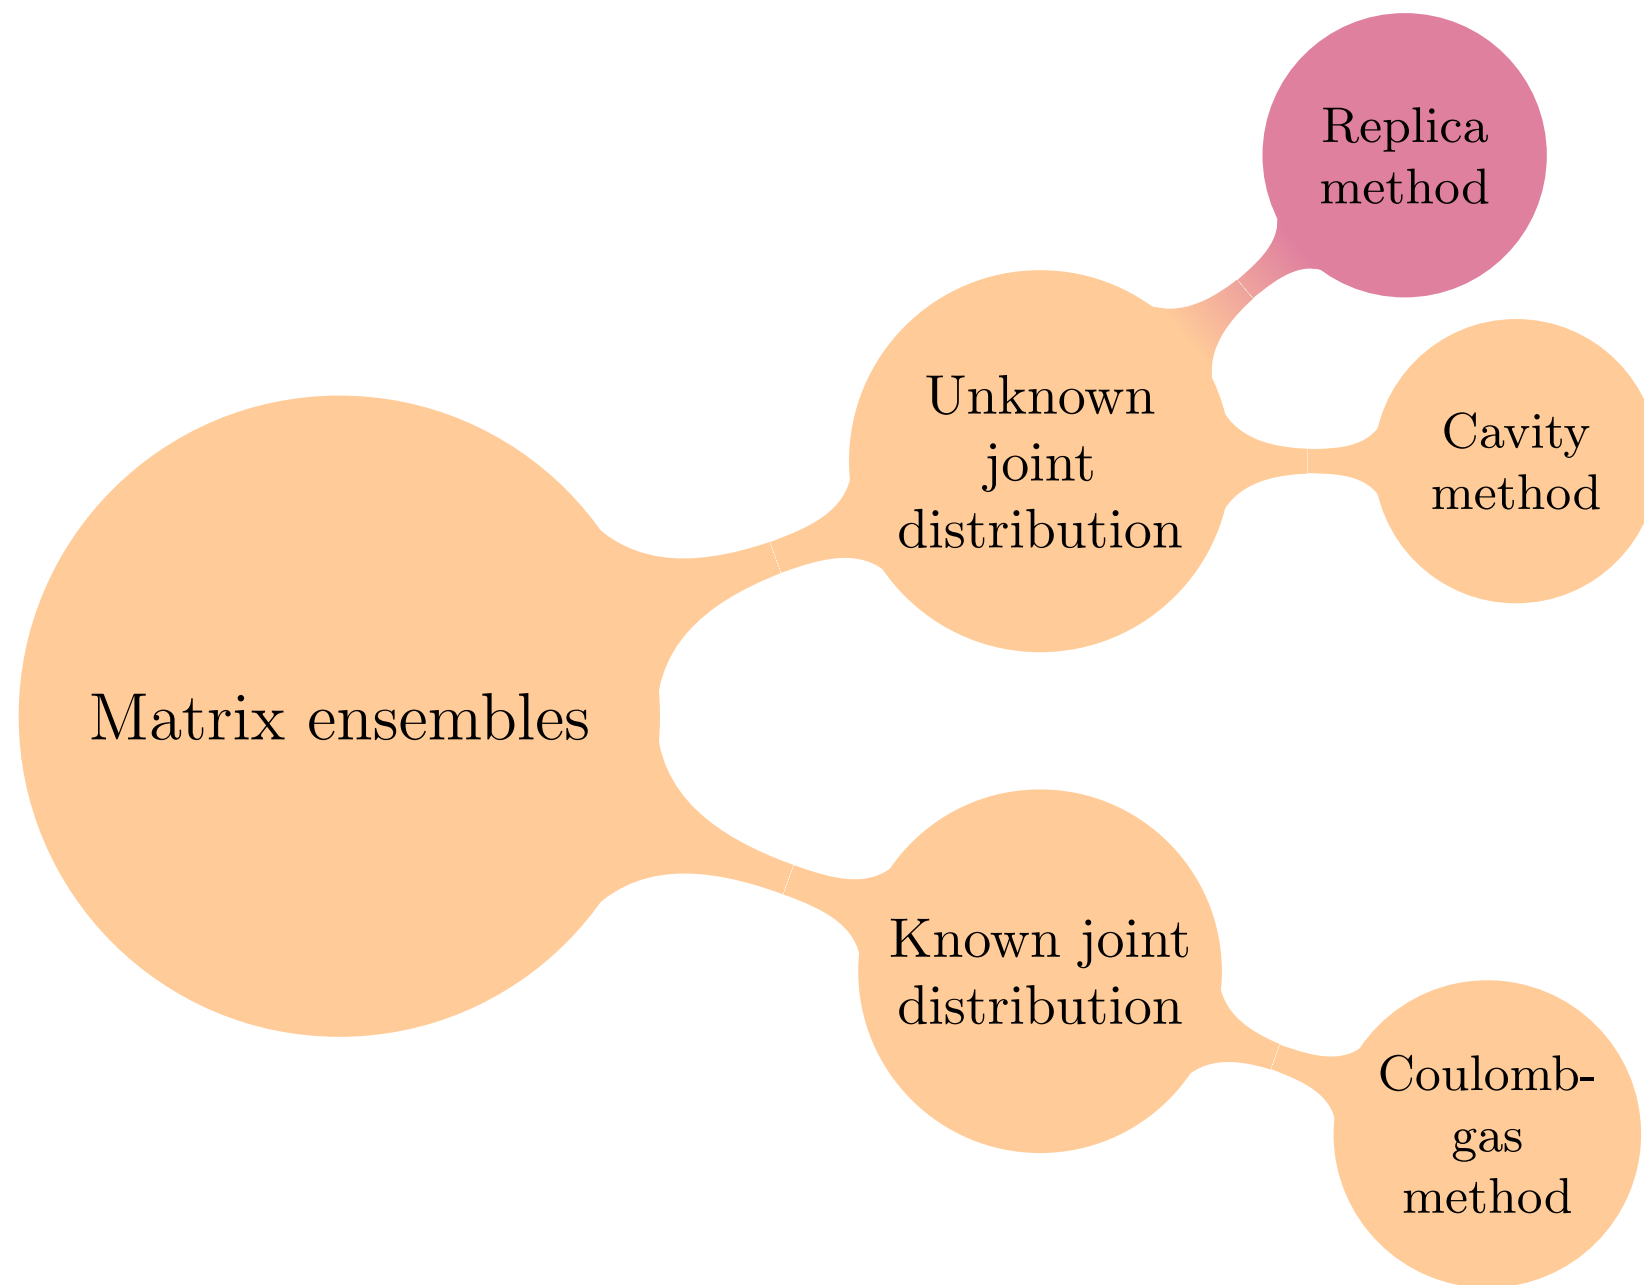 Replica
method
Unknown
joint
distribution
Cavity
method
Matrix ensembles
Known joint
distribution
Coulomb-
gas
method